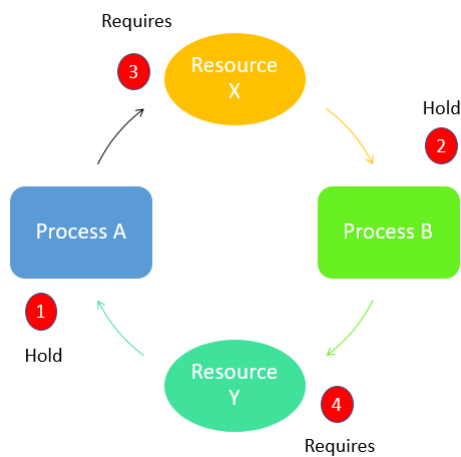 Requires
3
Resource
X
Hold
2
Process A
Process B
1
Hold
Resource
Y
4
Requires